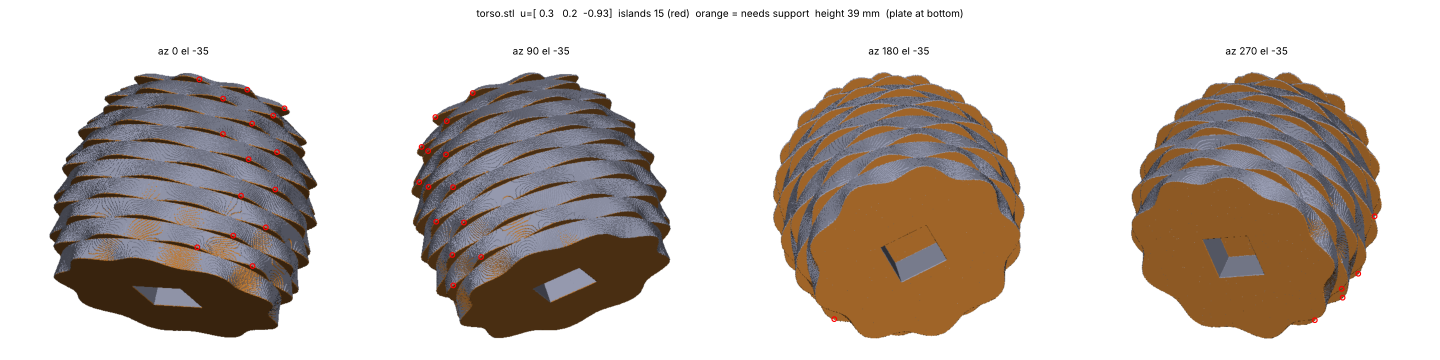 torso.stl u=[ 0.3 0.2 -0.93] islands 15 (red) orange = needs support height 39 mm (plate at bottom)
az 0 el -35
az 90 el -35
az 180 el -35
az 270 el -35